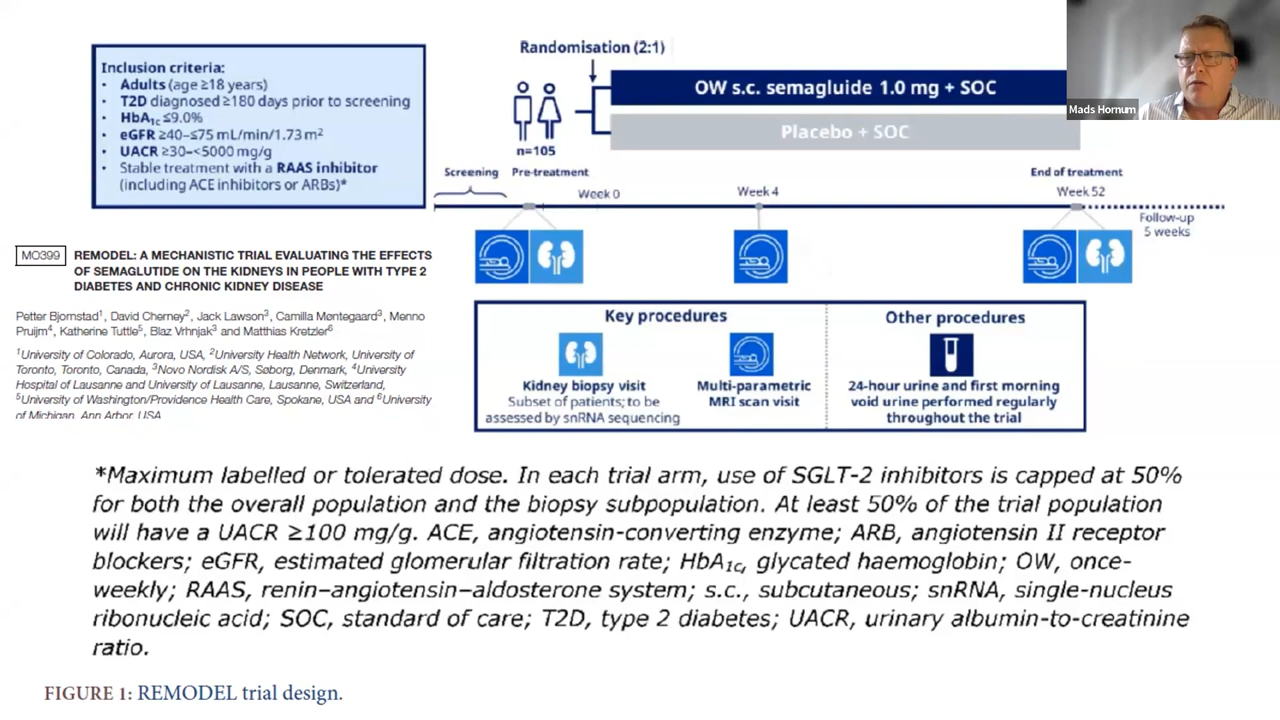 Inclusion criteria:
• Adults (age ≥18 years)
• T2D diagnosed ≥180 days prior to screening
• HbA1c ≤9.0%
• eGFR ≥40–≤75 mL/min/1.73 m²
• UACR ≥30–<5000 mg/g
• Stable treatment with a RAAS inhibitor
(including ACE inhibitors or ARBs)*
Randomisation (2:1)
n=105
OW s.c. semagluide 1.0 mg + SOC
Placebo + SOC
Mads Hornum
Screening
Pre-treatment
Week 0
Week 4
End of treatment
Week 52
Follow-up
5 weeks
MO399
REMODEL: A MECHANISTIC TRIAL EVALUATING THE EFFECTS
OF SEMAGLUTIDE ON THE KIDNEYS IN PEOPLE WITH TYPE 2
DIABETES AND CHRONIC KIDNEY DISEASE
Petter Bjornstad¹, David Cherney², Jack Lawson³, Camilla Møntegaard³, Menno
Pruijm⁴, Katherine Tuttle⁵, Blaz Vrhnjak³ and Matthias Kretzler⁶
¹University of Colorado, Aurora, USA, ²University Health Network, University of
Toronto, Toronto, Canada, ³Novo Nordisk A/S, Søborg, Denmark, ⁴University
Hospital of Lausanne and University of Lausanne, Lausanne, Switzerland,
⁵University of Washington/Providence Health Care, Spokane, USA and ⁶University
of Michigan, Ann Arbor, USA
Key procedures
Kidney biopsy visit
Subset of patients; to be
assessed by snRNA sequencing
Multi-parametric
MRI scan visit
Other procedures
24-hour urine and first morning
void urine performed regularly
throughout the trial
*Maximum labelled or tolerated dose. In each trial arm, use of SGLT-2 inhibitors is capped at 50%
for both the overall population and the biopsy subpopulation. At least 50% of the trial population
will have a UACR ≥100 mg/g. ACE, angiotensin-converting enzyme; ARB, angiotensin II receptor
blockers; eGFR, estimated glomerular filtration rate; HbA1c, glycated haemoglobin; OW, once-
weekly; RAAS, renin–angiotensin–aldosterone system; s.c., subcutaneous; snRNA, single-nucleus
ribonucleic acid; SOC, standard of care; T2D, type 2 diabetes; UACR, urinary albumin-to-creatinine
ratio.
FIGURE 1: REMODEL trial design.